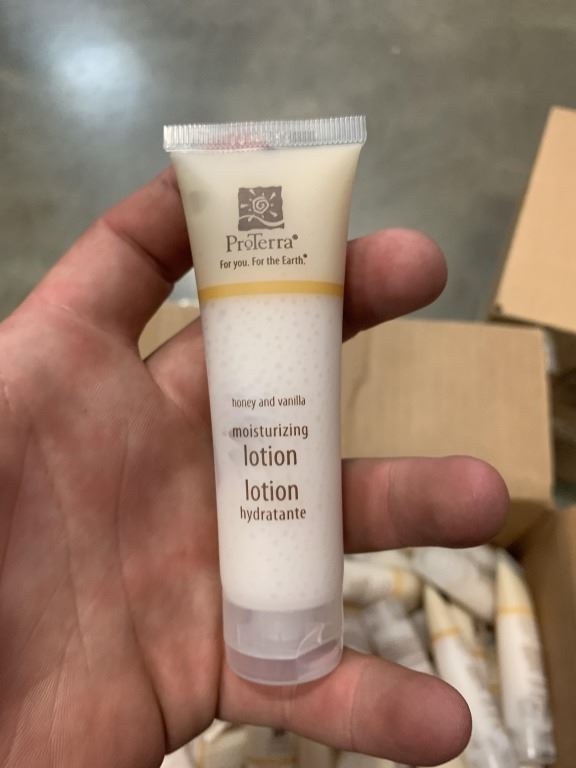 ProTerra®
For you. For the Earth.®
honey and vanilla
moisturizing
lotion
lotion
hydratante